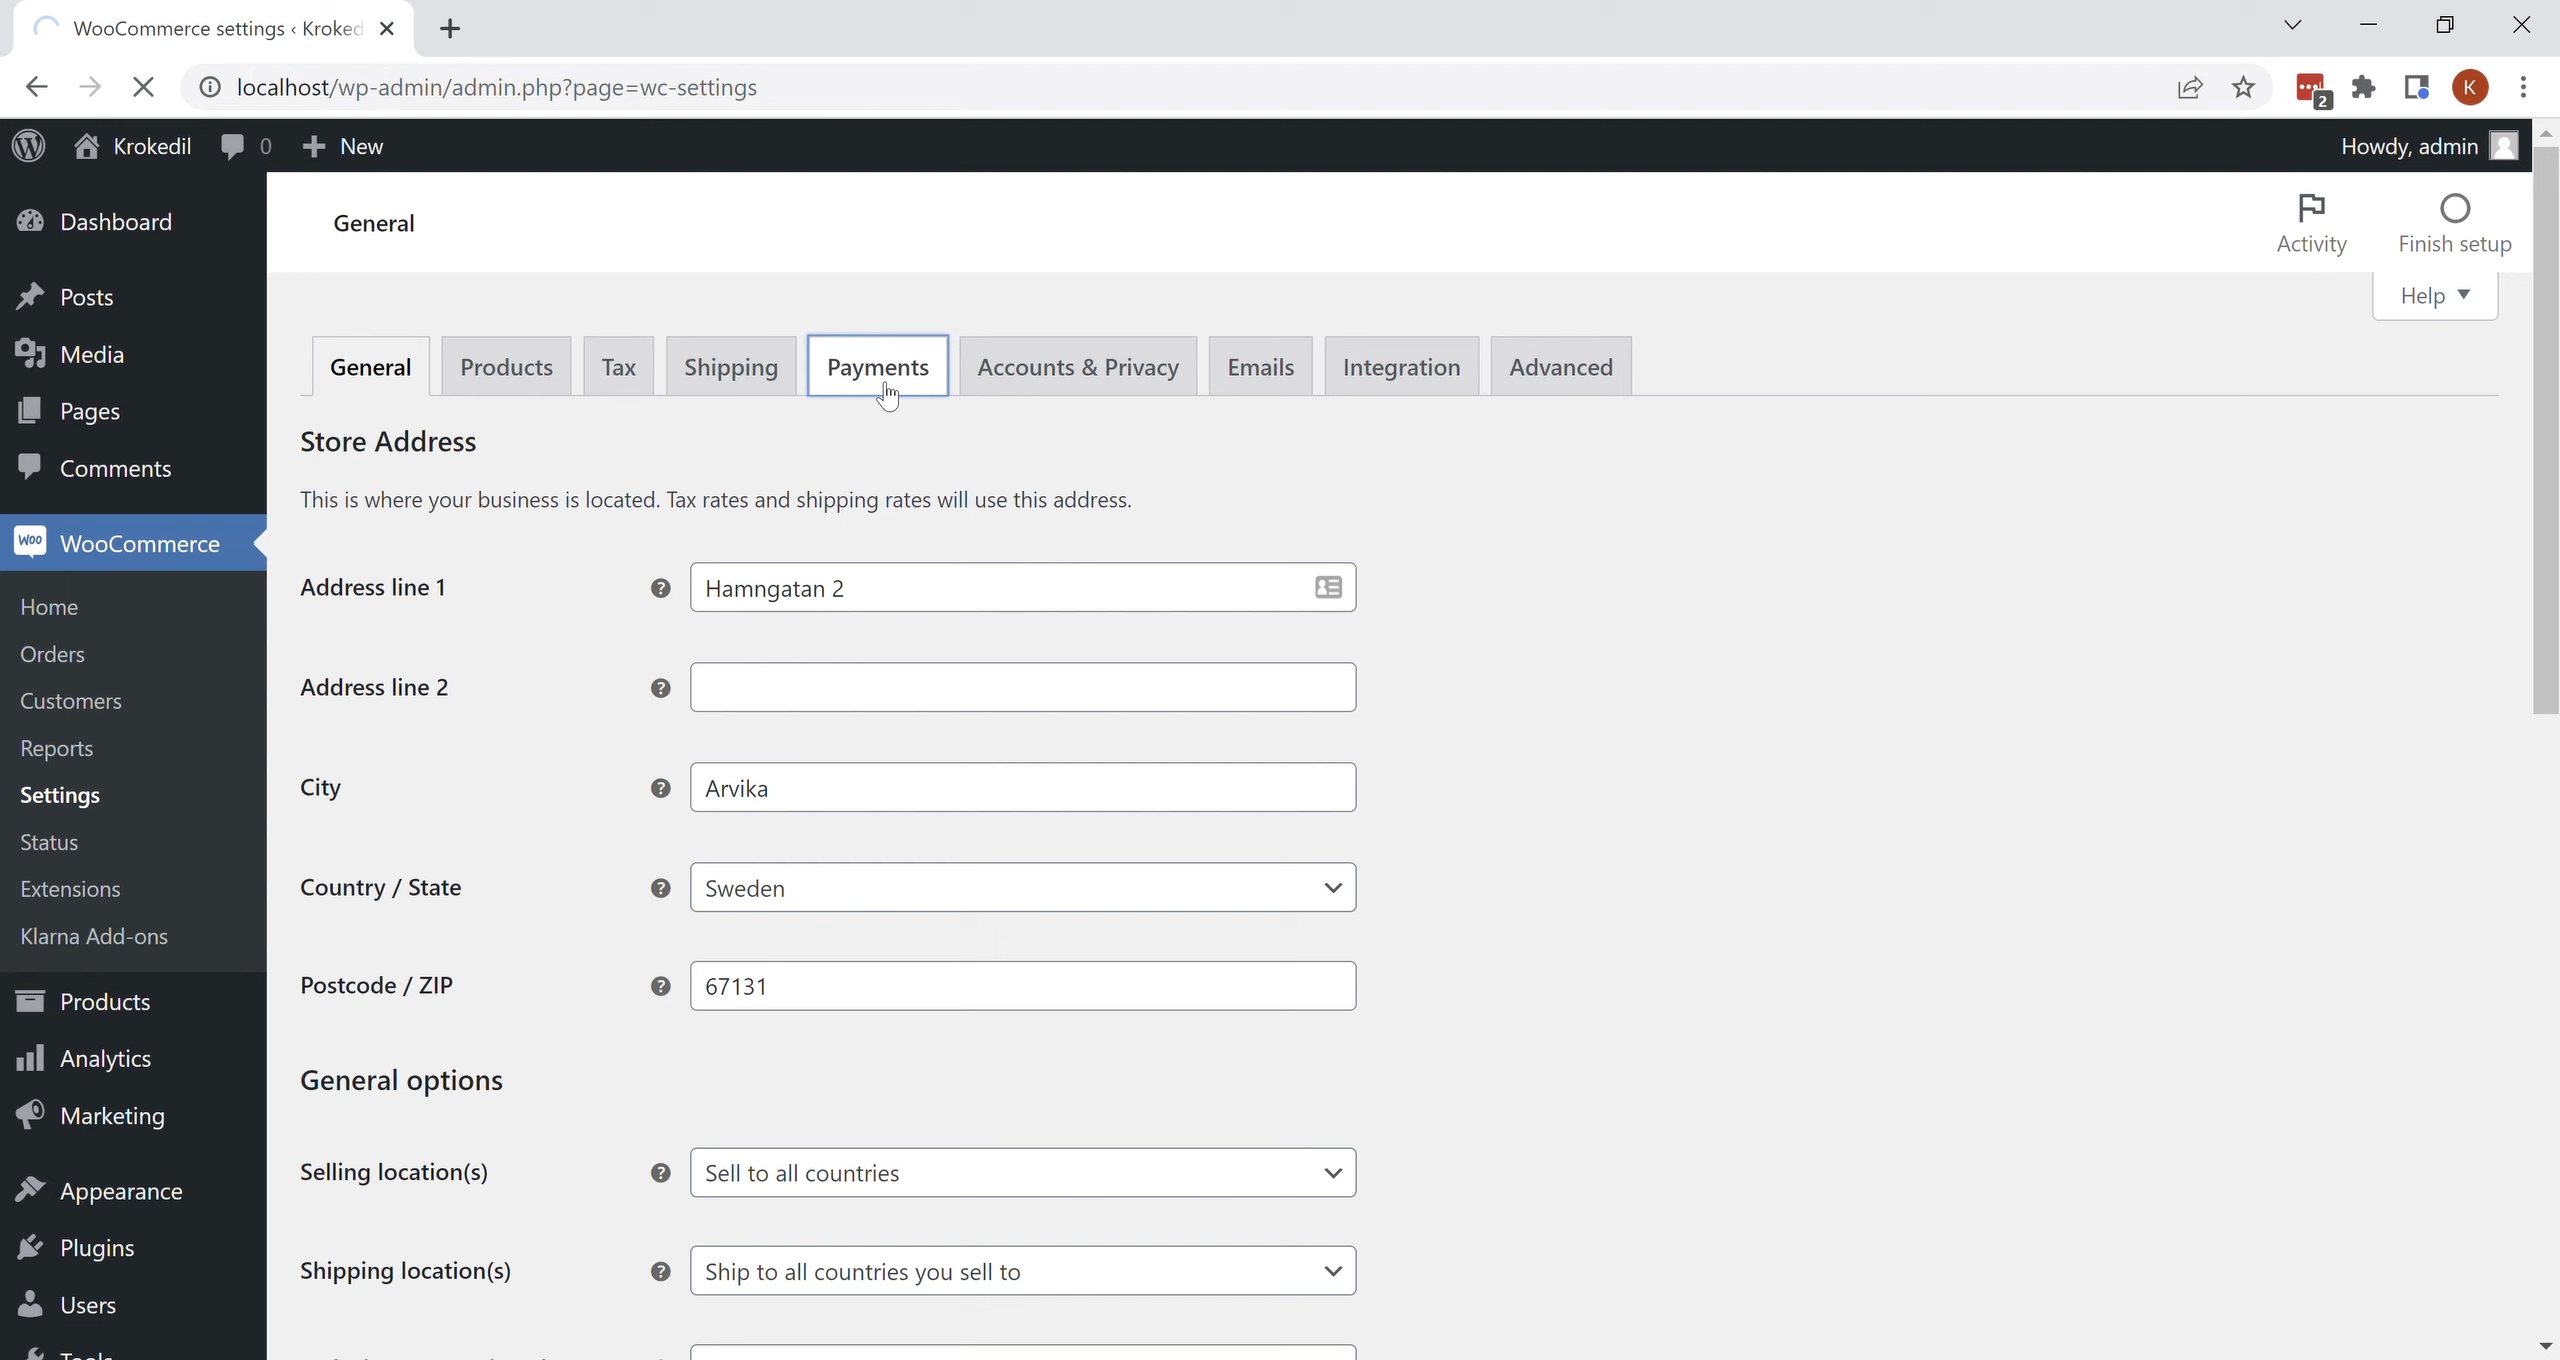 WooCommerce settings ‹ Kroked
localhost/wp-admin/admin.php?page=wc-settings
2
K
Krokedil
0
New
Howdy, admin
Dashboard
Posts
Media
Pages
Comments
Woo
WooCommerce
Home
Orders
Customers
Reports
Settings
Status
Extensions
Klarna Add-ons
Products
Analytics
Marketing
Appearance
Plugins
Users
General
Activity
Finish setup
Help
General
Products
Tax
Shipping
Payments
Accounts & Privacy
Emails
Integration
Advanced
Store Address
This is where your business is located. Tax rates and shipping rates will use this address.
Address line 1
Hamngatan 2
Address line 2
City
Arvika
Country / State
Sweden
Postcode / ZIP
67131
General options
Selling location(s)
Sell to all countries
Shipping location(s)
Ship to all countries you sell to